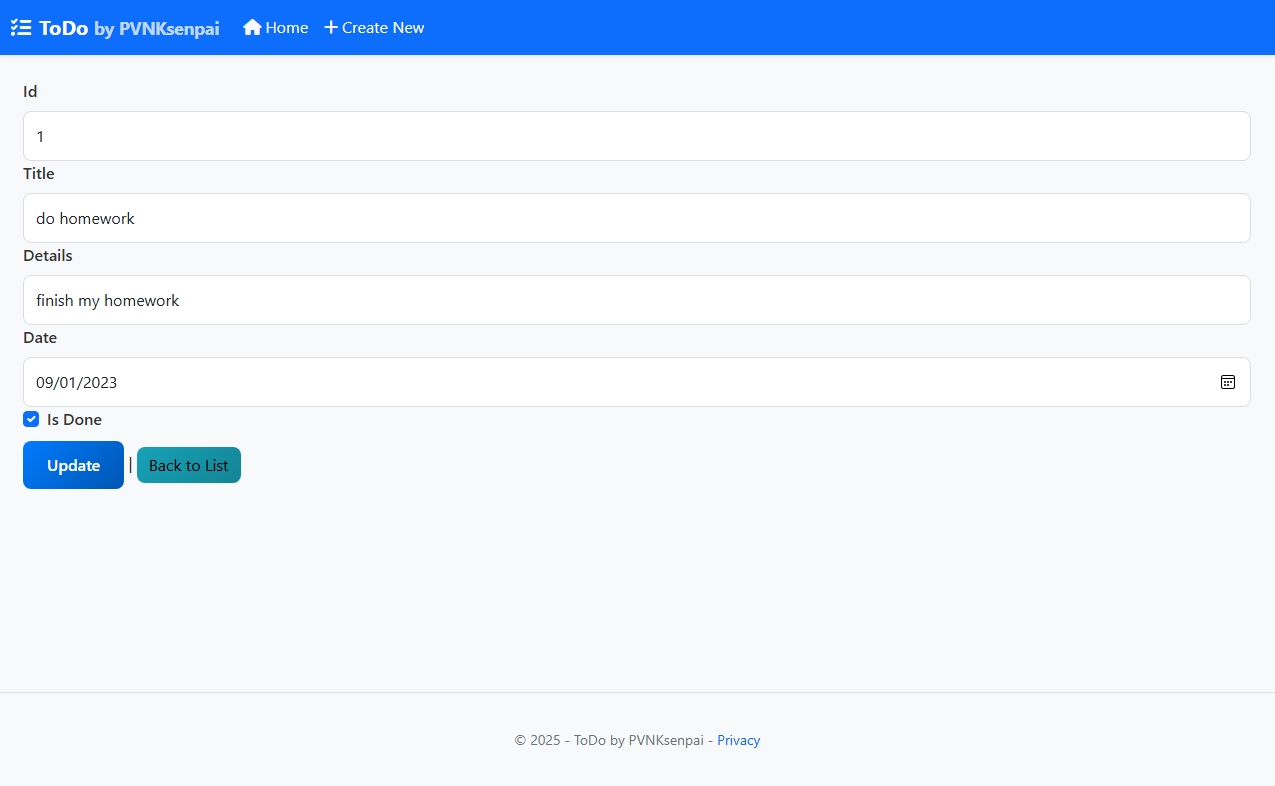 ToDo by PVNKsenpai Home Create New
Id
1
Title
do homework
Details
finish my homework
Date
09/01/2023
Is Done
Update | Back to List
© 2025 - ToDo by PVNKsenpai - Privacy